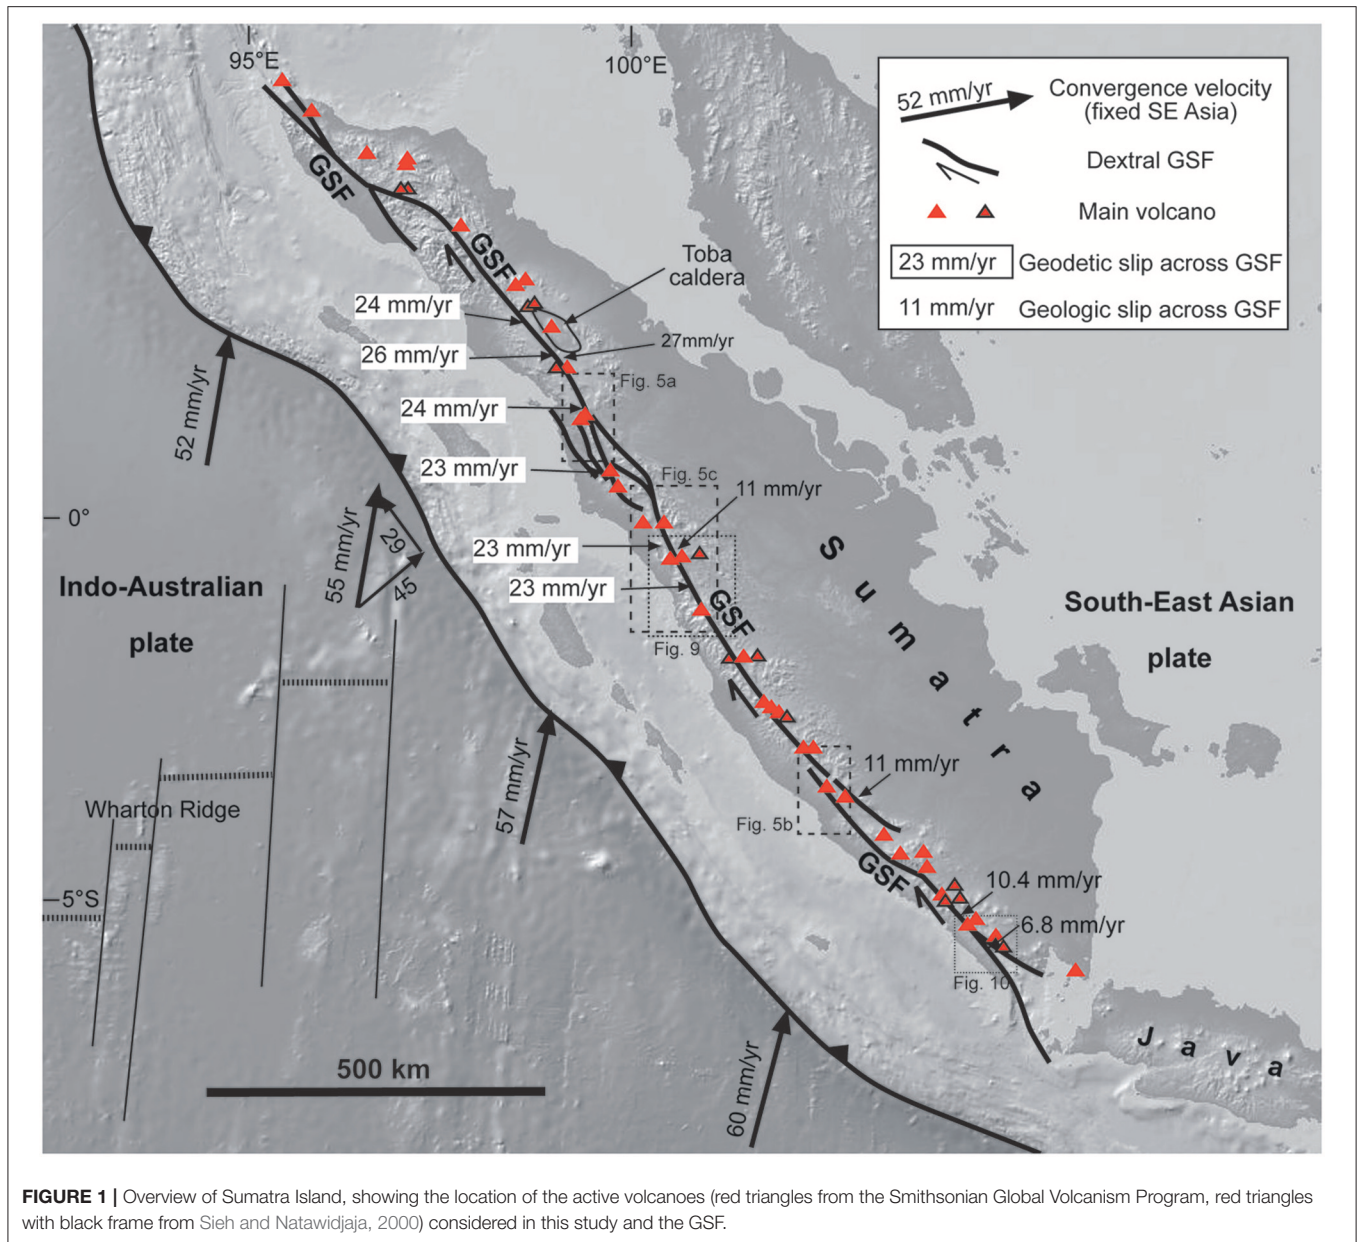 95°E
100°E
52 mm/yr
Convergence velocity
(fixed SE Asia)
Dextral GSF
Main volcano
23 mm/yr
Geodetic slip across GSF
11 mm/yr
Geologic slip across GSF
GSF
GSF
Toba
caldera
24 mm/yr
27mm/yr
26 mm/yr
Fig. 5a
52 mm/yr
24 mm/yr
23 mm/yr
Fig. 5c
11 mm/yr
0°
55 mm/yr
29
45
23 mm/yr
23 mm/yr
GSF
Sumatra
Indo-Australian
plate
South-East Asian
plate
Fig. 9
57 mm/yr
11 mm/yr
Wharton Ridge
Fig. 5b
GSF
5°S
10.4 mm/yr
6.8 mm/yr
Fig. 10
Java
500 km
60 mm/yr
FIGURE 1 | Overview of Sumatra Island, showing the location of the active volcanoes (red triangles from the Smithsonian Global Volcanism Program, red triangles
with black frame from Sieh and Natawidjaja, 2000) considered in this study and the GSF.